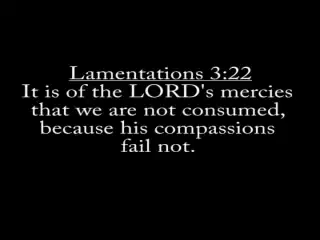 Lamentations 3:22
It is of the LORD's mercies
that we are not consumed,
because his compassions
fail not.